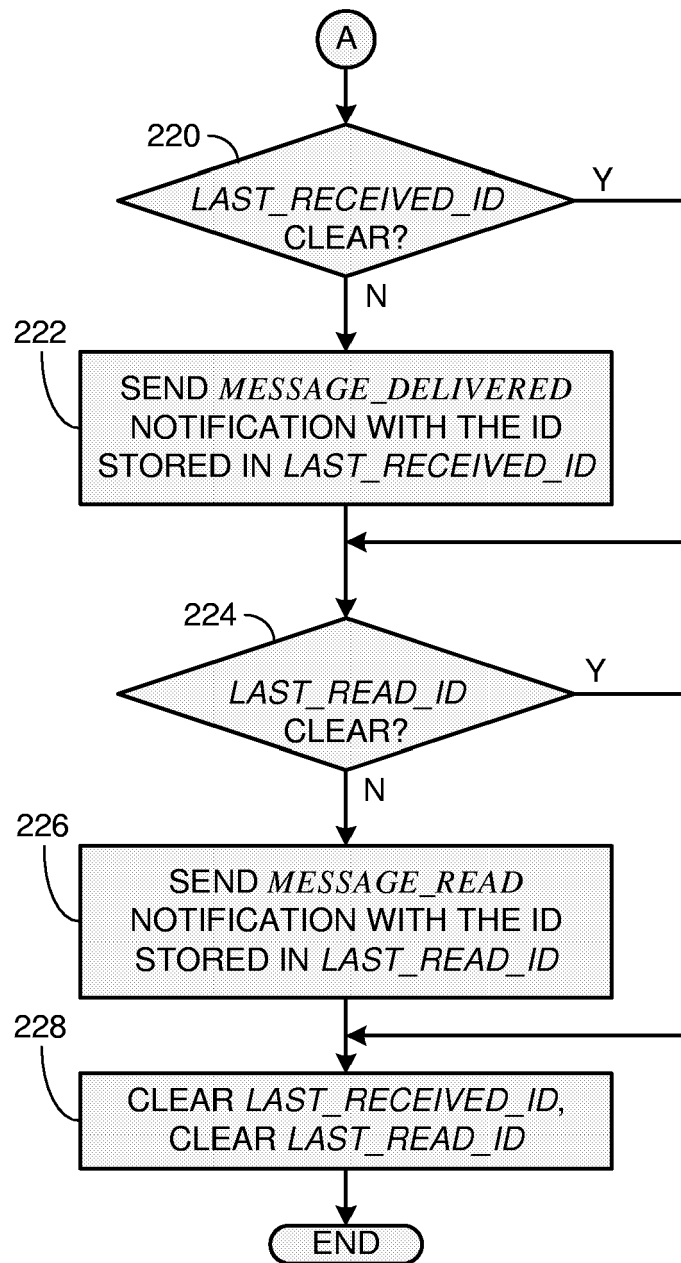 A
220
LAST_RECEIVED_ID
CLEAR?
Y
N
222
SEND MESSAGE_DELIVERED
NOTIFICATION WITH THE ID
STORED IN LAST_RECEIVED_ID
224
LAST_READ_ID
CLEAR?
Y
N
226
SEND MESSAGE_READ
NOTIFICATION WITH THE ID
STORED IN LAST_READ_ID
228
CLEAR LAST_RECEIVED_ID,
CLEAR LAST_READ_ID
END